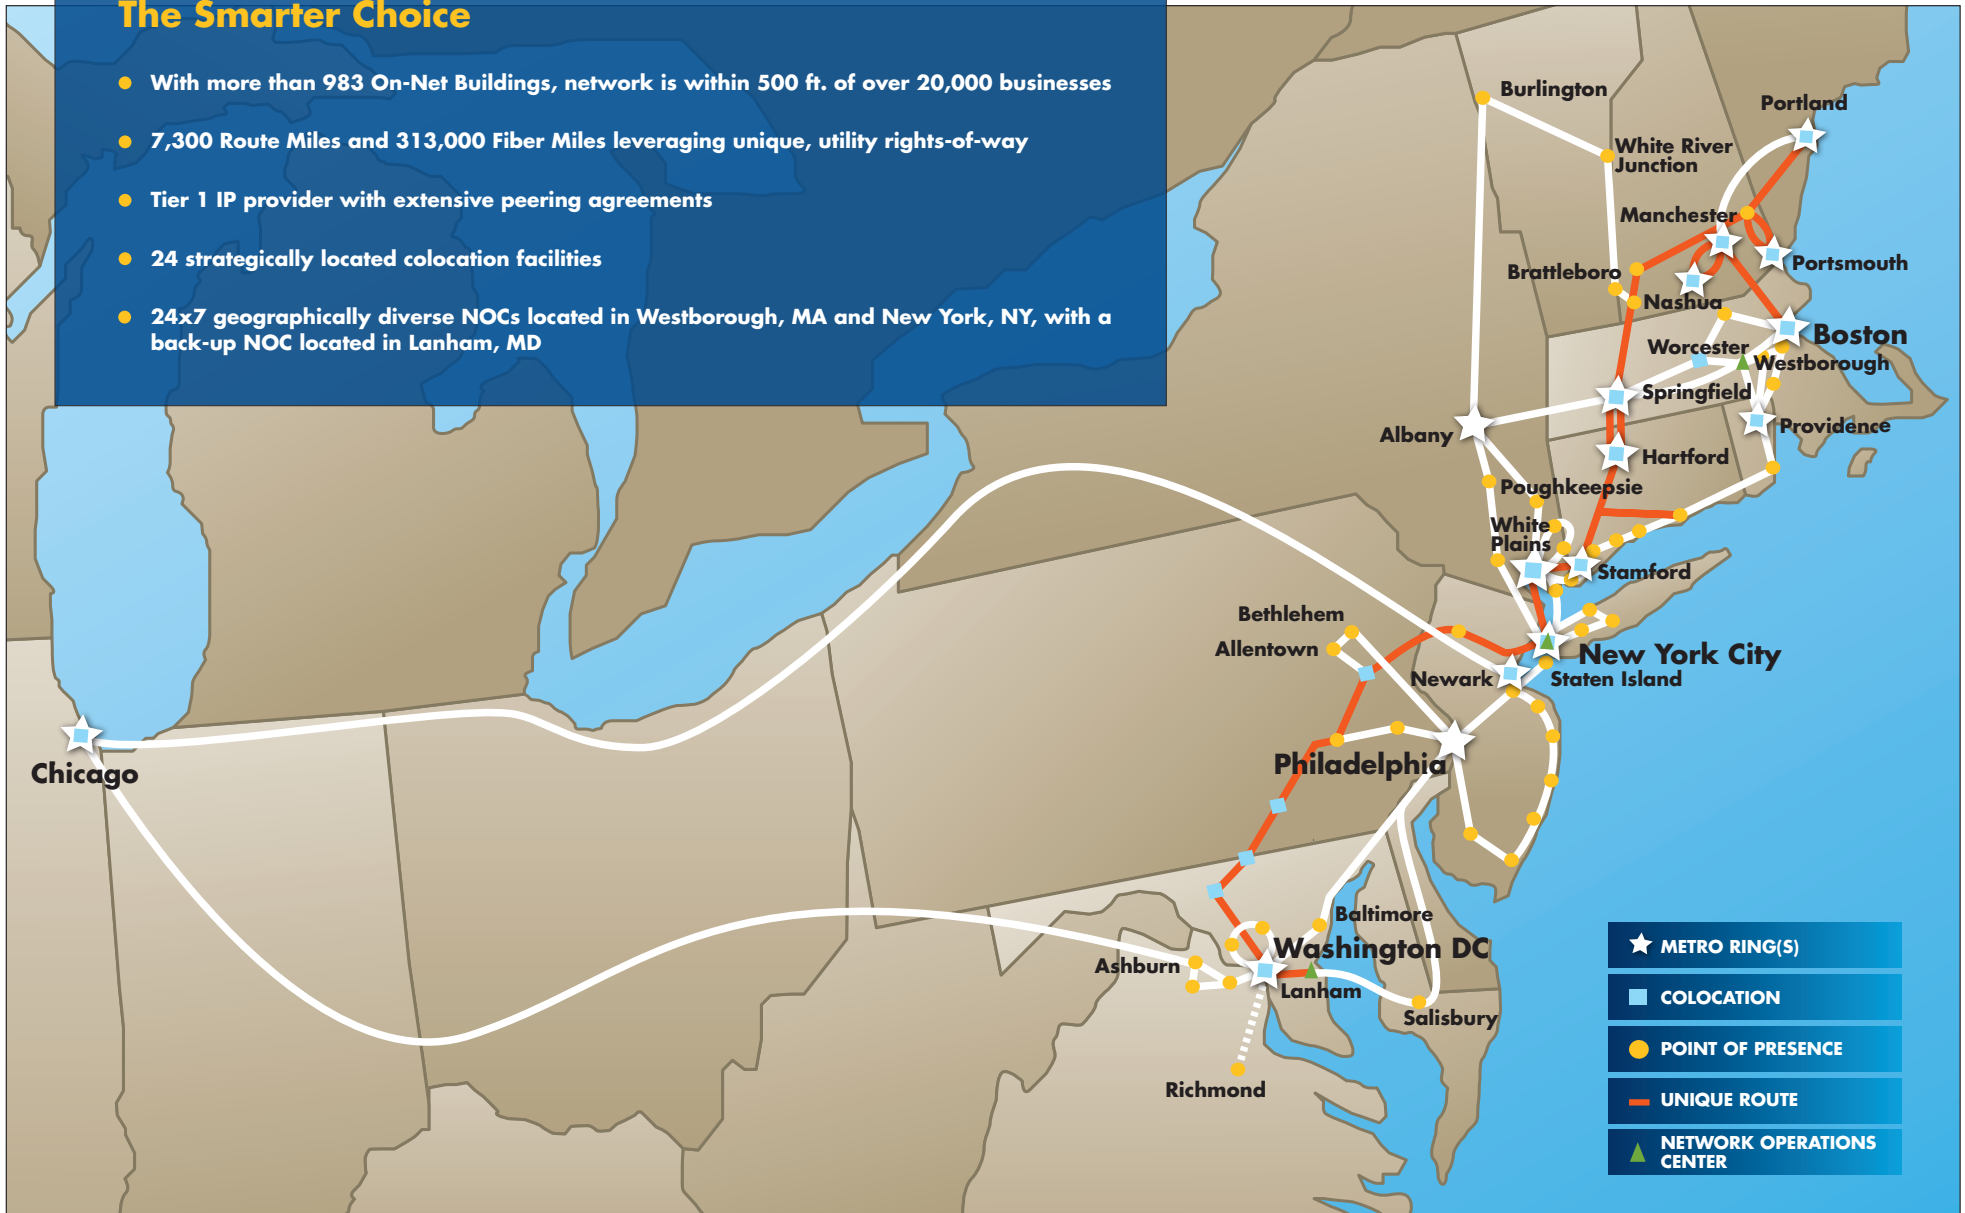 The Smarter Choice
With more than 983 On-Net Buildings, network is within 500 ft. of over 20,000 businesses
7,300 Route Miles and 313,000 Fiber Miles leveraging unique, utility rights-of-way
Tier 1 IP provider with extensive peering agreements
24 strategically located colocation facilities
24x7 geographically diverse NOCs located in Westborough, MA and New York, NY, with a
back-up NOC located in Lanham, MD
Burlington
Portland
White River
Junction
Manchester
Portsmouth
Brattleboro
Nashua
Boston
Worcester
Westborough
Springfield
Providence
Albany
Hartford
Poughkeepsie
White
Plains
Stamford
Bethlehem
Allentown
New York City
Newark
Staten Island
Philadelphia
Chicago
Baltimore
Washington DC
Ashburn
Lanham
Salisbury
Richmond
METRO RING(S)
COLOCATION
POINT OF PRESENCE
UNIQUE ROUTE
NETWORK OPERATIONS
CENTER